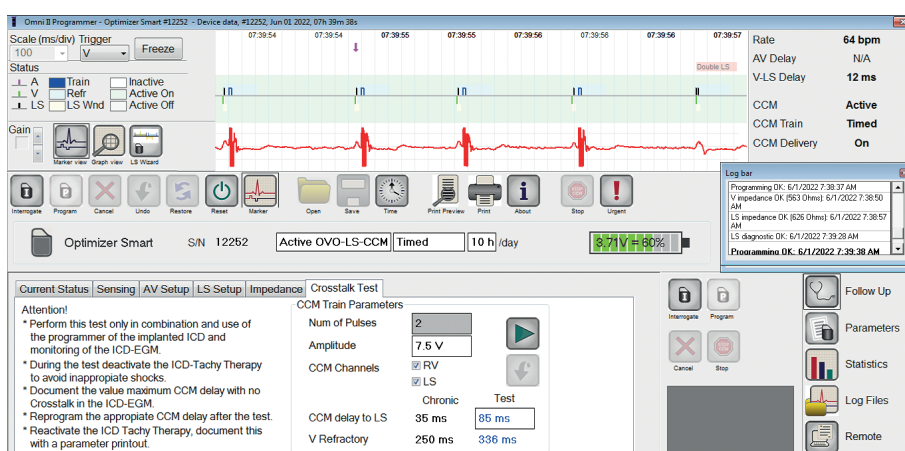 Omni II Programmer - Optimizer Smart #12252 - Device data, #12252, Jun 01 2022, 07h 39m 38s
Scale (ms/div) Trigger
100 V Freeze
Status
A Train Inactive
V Refr Active On
LS LS Wnd Active Off
Gain
Marker view Graph view LS Wizard
07:39:54 07:39:54 07:39:55 07:39:55 07:39:56 07:39:56 07:39:56 07:39:57
Double LS
Rate 64 bpm
AV Delay N/A
V-LS Delay 12 ms
CCM Active
CCM Train Timed
CCM Delivery On
Log bar
Programming OK: 6/1/2022 7:38:37 AM
V impedance OK (563 Ohms): 6/1/2022 7:38:50
AM
LS impedance OK (626 Ohms): 6/1/2022 7:38:57
AM
LS diagnostic OK: 6/1/2022 7:39:28 AM
Programming OK: 6/1/2022 7:39:38 AM
Interrogate Program Cancel Undo Restore Reset Marker Open Save Time Print Preview Print About Stop Urgent
Optimizer Smart S/N 12252 Active OVO-LS-CCM Timed 10 h /day 3,71V = 60%
Current Status Sensing AV Setup LS Setup Impedance Crosstalk Test
Attention!
* Perform this test only in combination and use of
the programmer of the implanted ICD and
monitoring of the ICD-EGM.
* During the test deactivate the ICD-Tachy Therapy
to avoid inappropiate shocks.
* Document the value maximum CCM delay with no
Crosstalk in the ICD-EGM.
* Reprogram the appropiate CCM delay after the test.
* Reactivate the ICD Tachy Therapy, document this
with a parameter printout.
CCM Train Parameters
Num of Pulses 2
Amplitude 7.5 V
CCM Channels RV
LS
Chronic Test
CCM delay to LS 35 ms 85 ms
V Refractory 250 ms 336 ms
Interrogate Program
Cancel Stop
Follow Up
Parameters
Statistics
Log Files
Remote